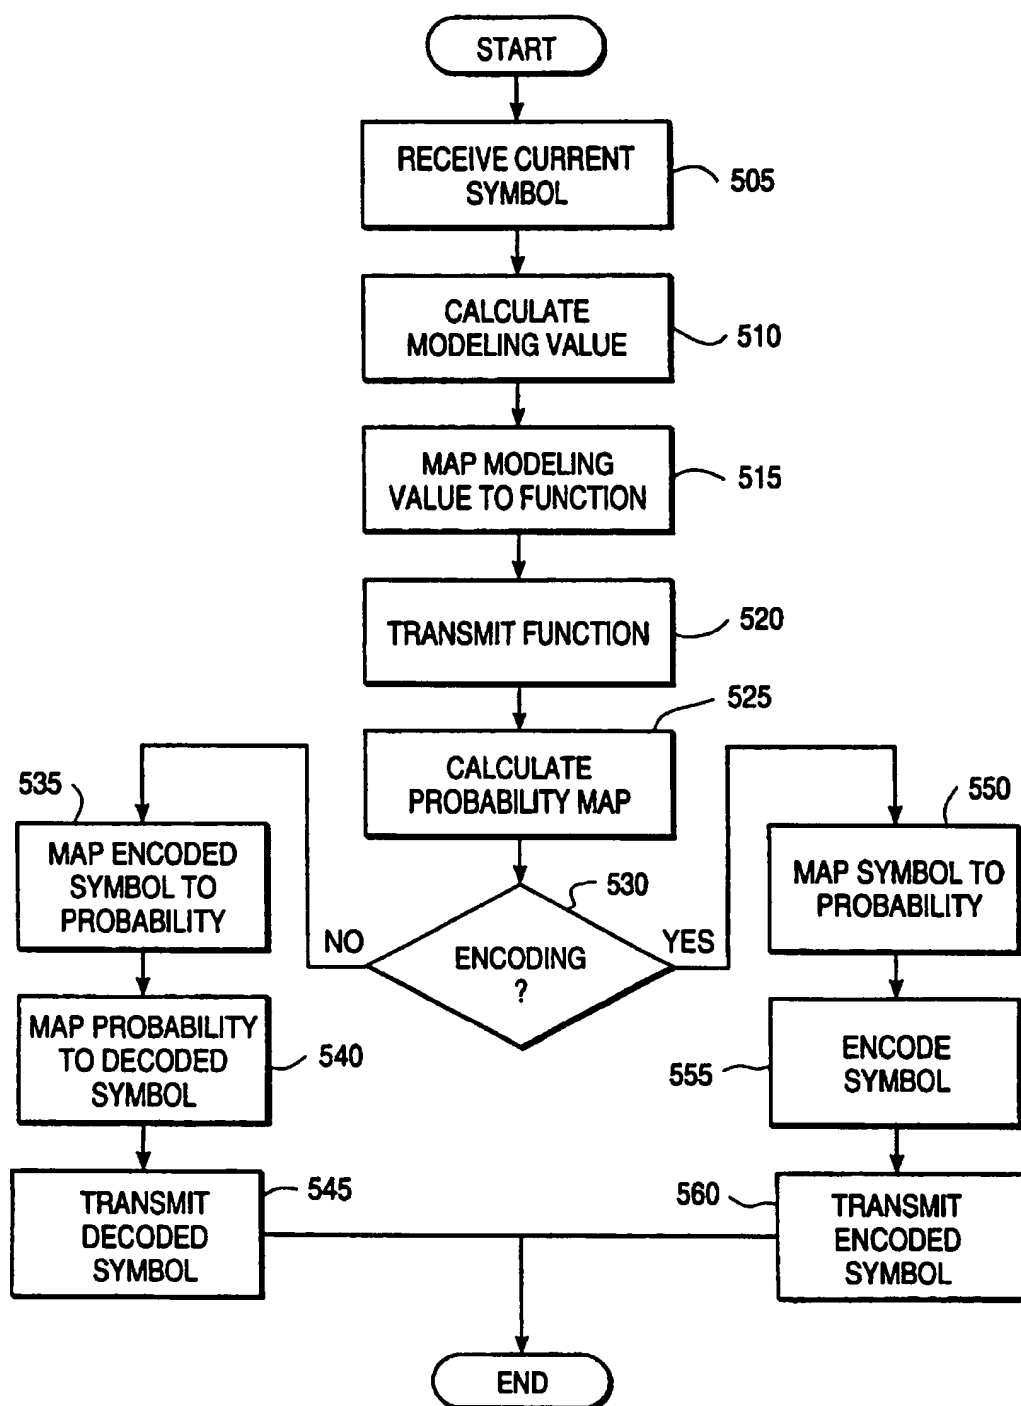 START
RECEIVE CURRENT
SYMBOL
505
CALCULATE
MODELING VALUE
510
MAP MODELING
VALUE TO FUNCTION
515
TRANSMIT FUNCTION
520
525
CALCULATE
PROBABILITY MAP
530
ENCODING
?
NO
YES
535
MAP ENCODED
SYMBOL TO
PROBABILITY
MAP PROBABILITY
TO DECODED
SYMBOL
540
TRANSMIT
DECODED
SYMBOL
545
550
MAP SYMBOL TO
PROBABILITY
555
ENCODE
SYMBOL
560
TRANSMIT
ENCODED
SYMBOL
END